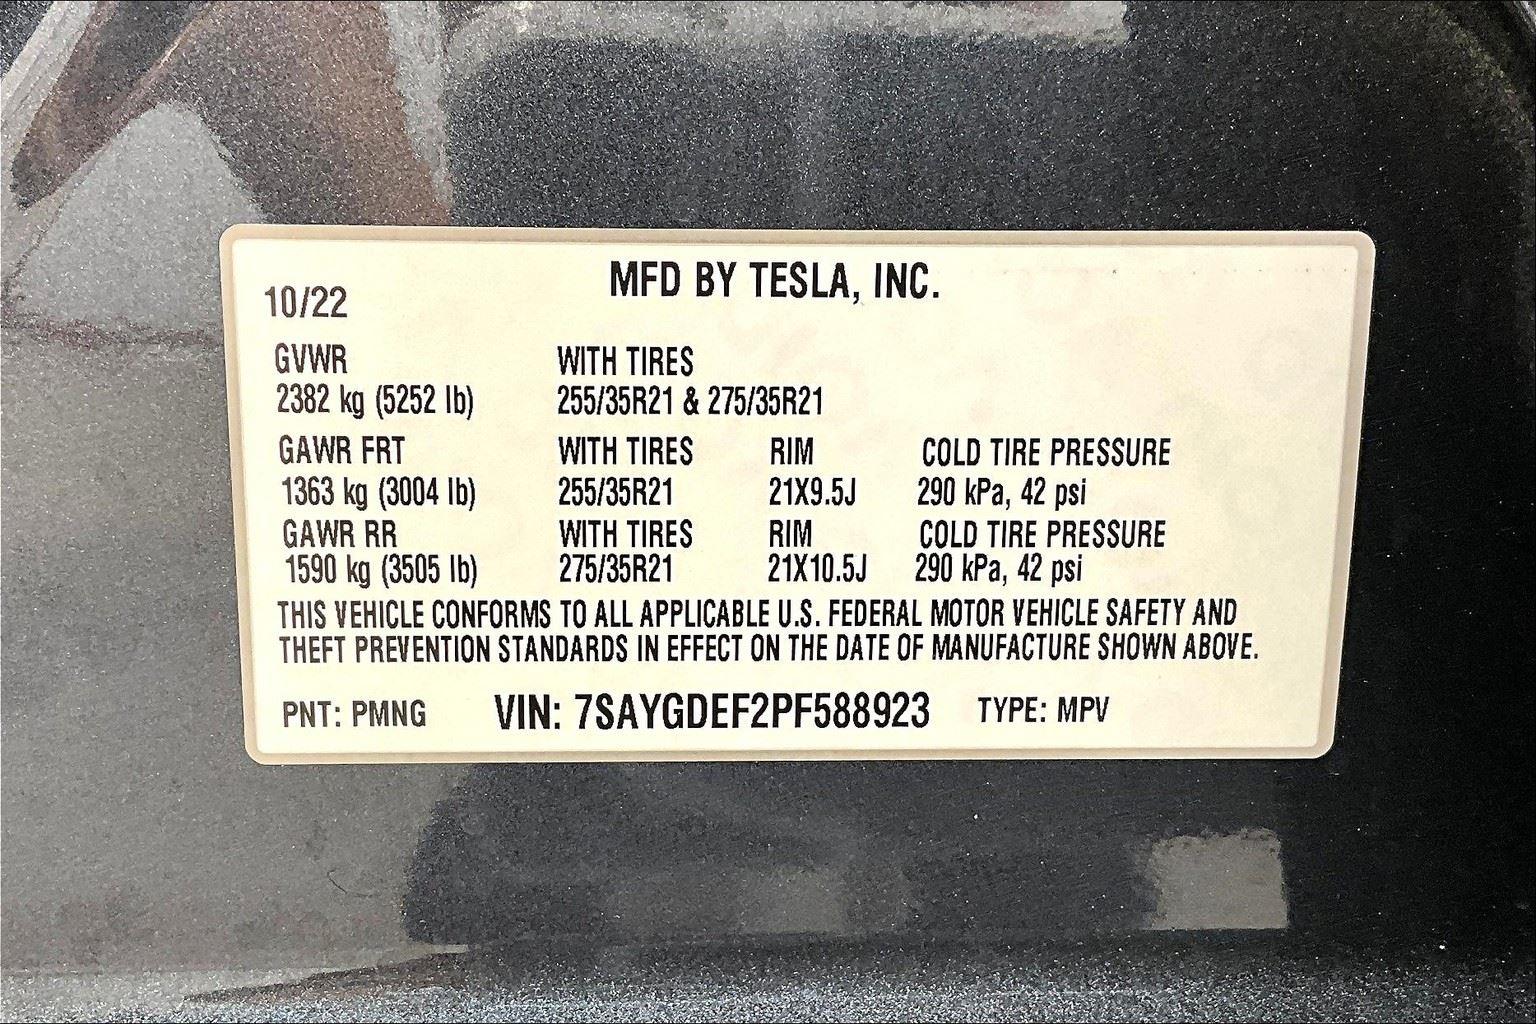 MFD BY TESLA, INC.
10/22
GVWR WITH TIRES
2382 kg (5252 lb) 255/35R21 & 275/35R21
GAWR FRT WITH TIRES RIM COLD TIRE PRESSURE
1363 kg (3004 lb) 255/35R21 21X9.5J 290 kPa, 42 psi
GAWR RR WITH TIRES RIM COLD TIRE PRESSURE
1590 kg (3505 lb) 275/35R21 21X10.5J 290 kPa, 42 psi
THIS VEHICLE CONFORMS TO ALL APPLICABLE U.S. FEDERAL MOTOR VEHICLE SAFETY AND
THEFT PREVENTION STANDARDS IN EFFECT ON THE DATE OF MANUFACTURE SHOWN ABOVE.
PNT: PMNG VIN: 7SAYGDEF2PF588923 TYPE: MPV